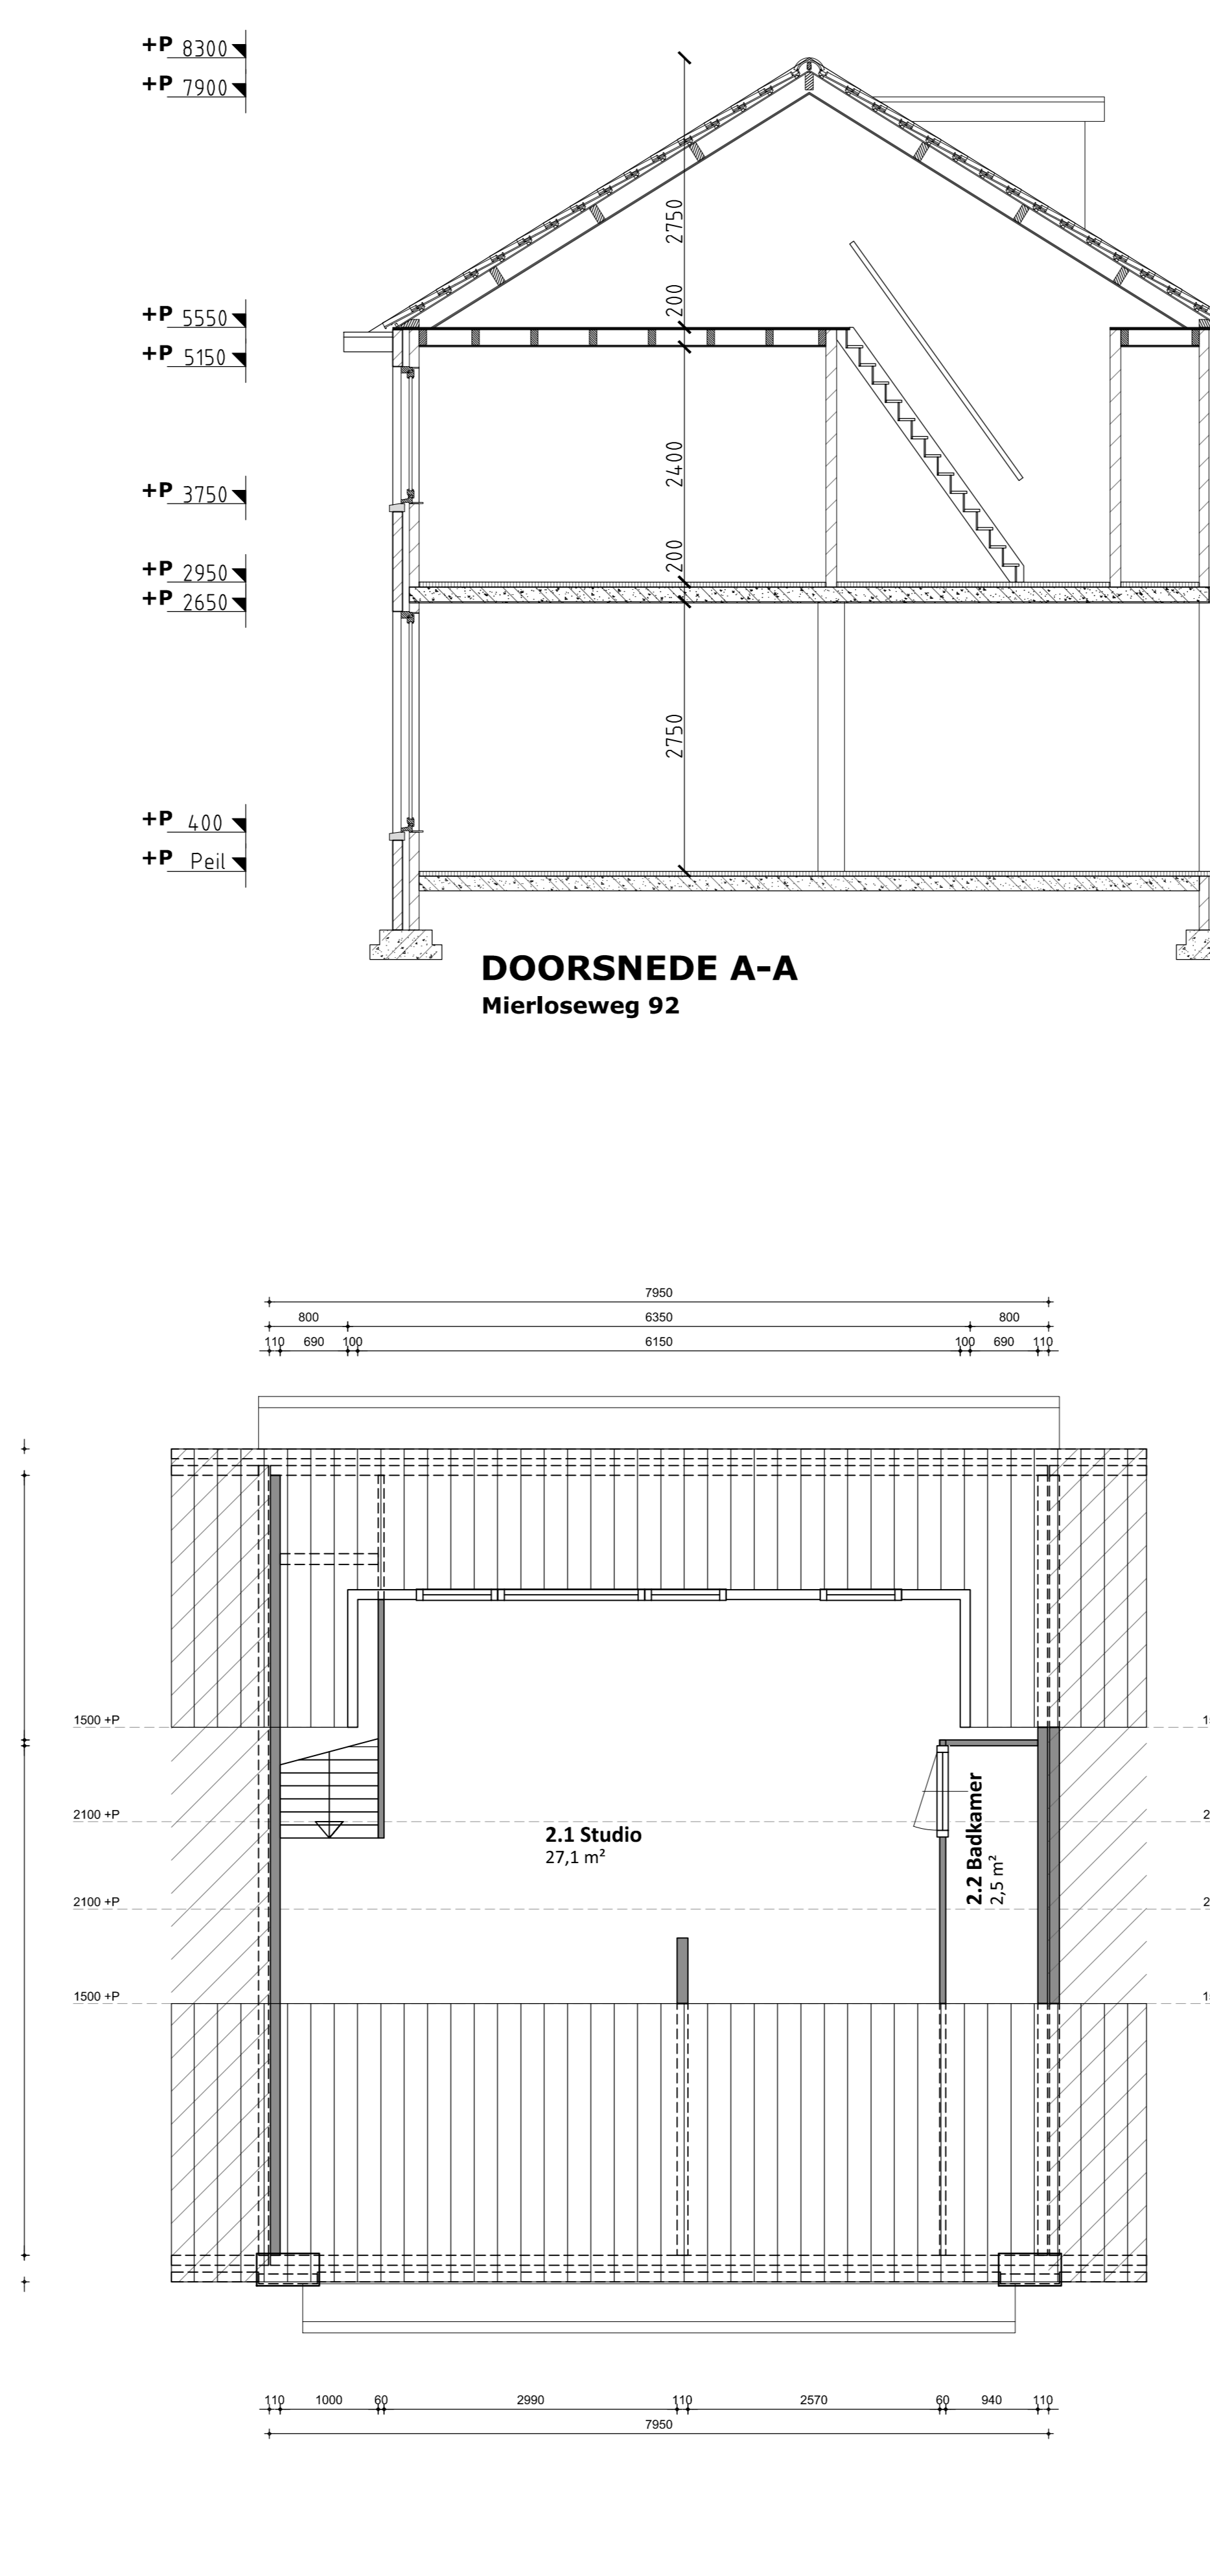 +P 8300
+P 7900
2750
200
+P 5550
+P 5150
2400
+P 3750
200
+P 2950
+P 2650
2750
+P 400
+P Peil
DOORSNEDE A-A
Mierloseweg 92
7950
800 6350 800
110 690 100 6150 100 690 110
1500 +P
2100 +P
2.1 Studio
27,1 m²
2.2 Badkamer
2,5 m²
2100 +P
1500 +P
110 1000 60 2990 110 2570 60 940 110
7950